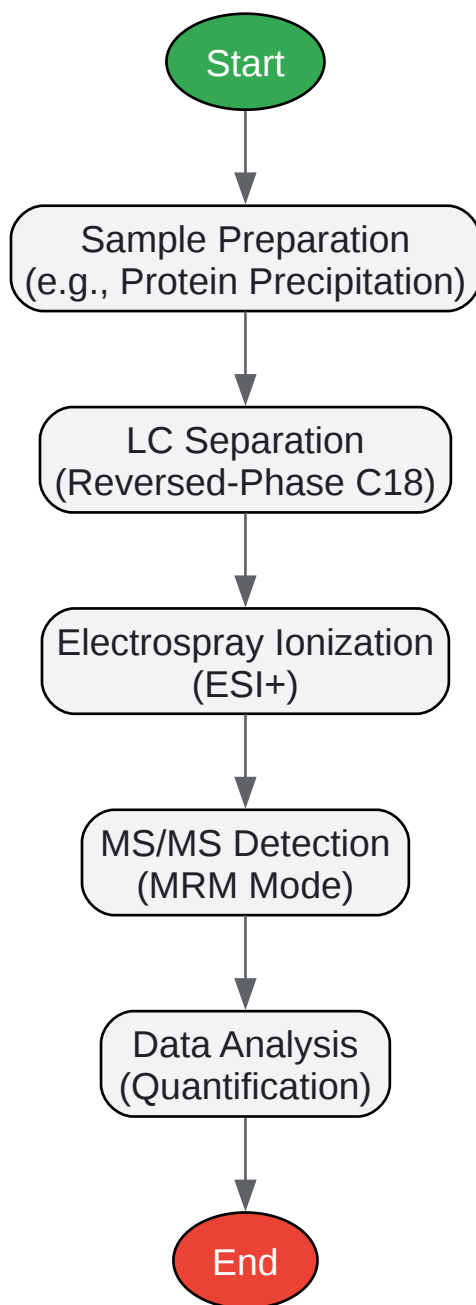 Start
Sample Preparation
(e.g., Protein Precipitation)
LC Separation
(Reversed-Phase C18)
Electrospray Ionization
(ESI+)
MS/MS Detection
(MRM Mode)
Data Analysis
(Quantification)
End